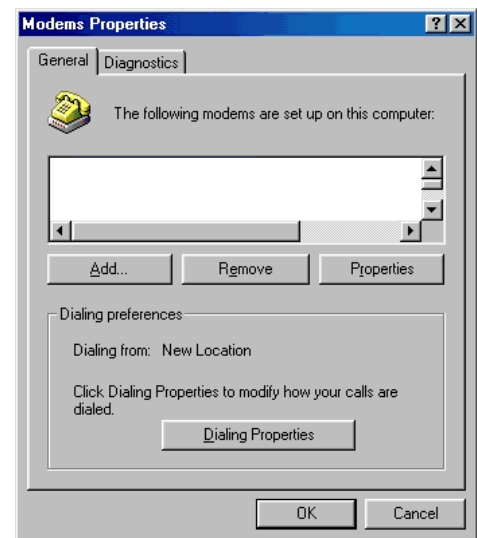 Modems Properties
General Diagnostics
The following modems are set up on this computer:
Add... Remove Properties
Dialing preferences
Dialing from: New Location
Click Dialing Properties to modify how your calls are
dialed.
Dialing Properties
OK Cancel